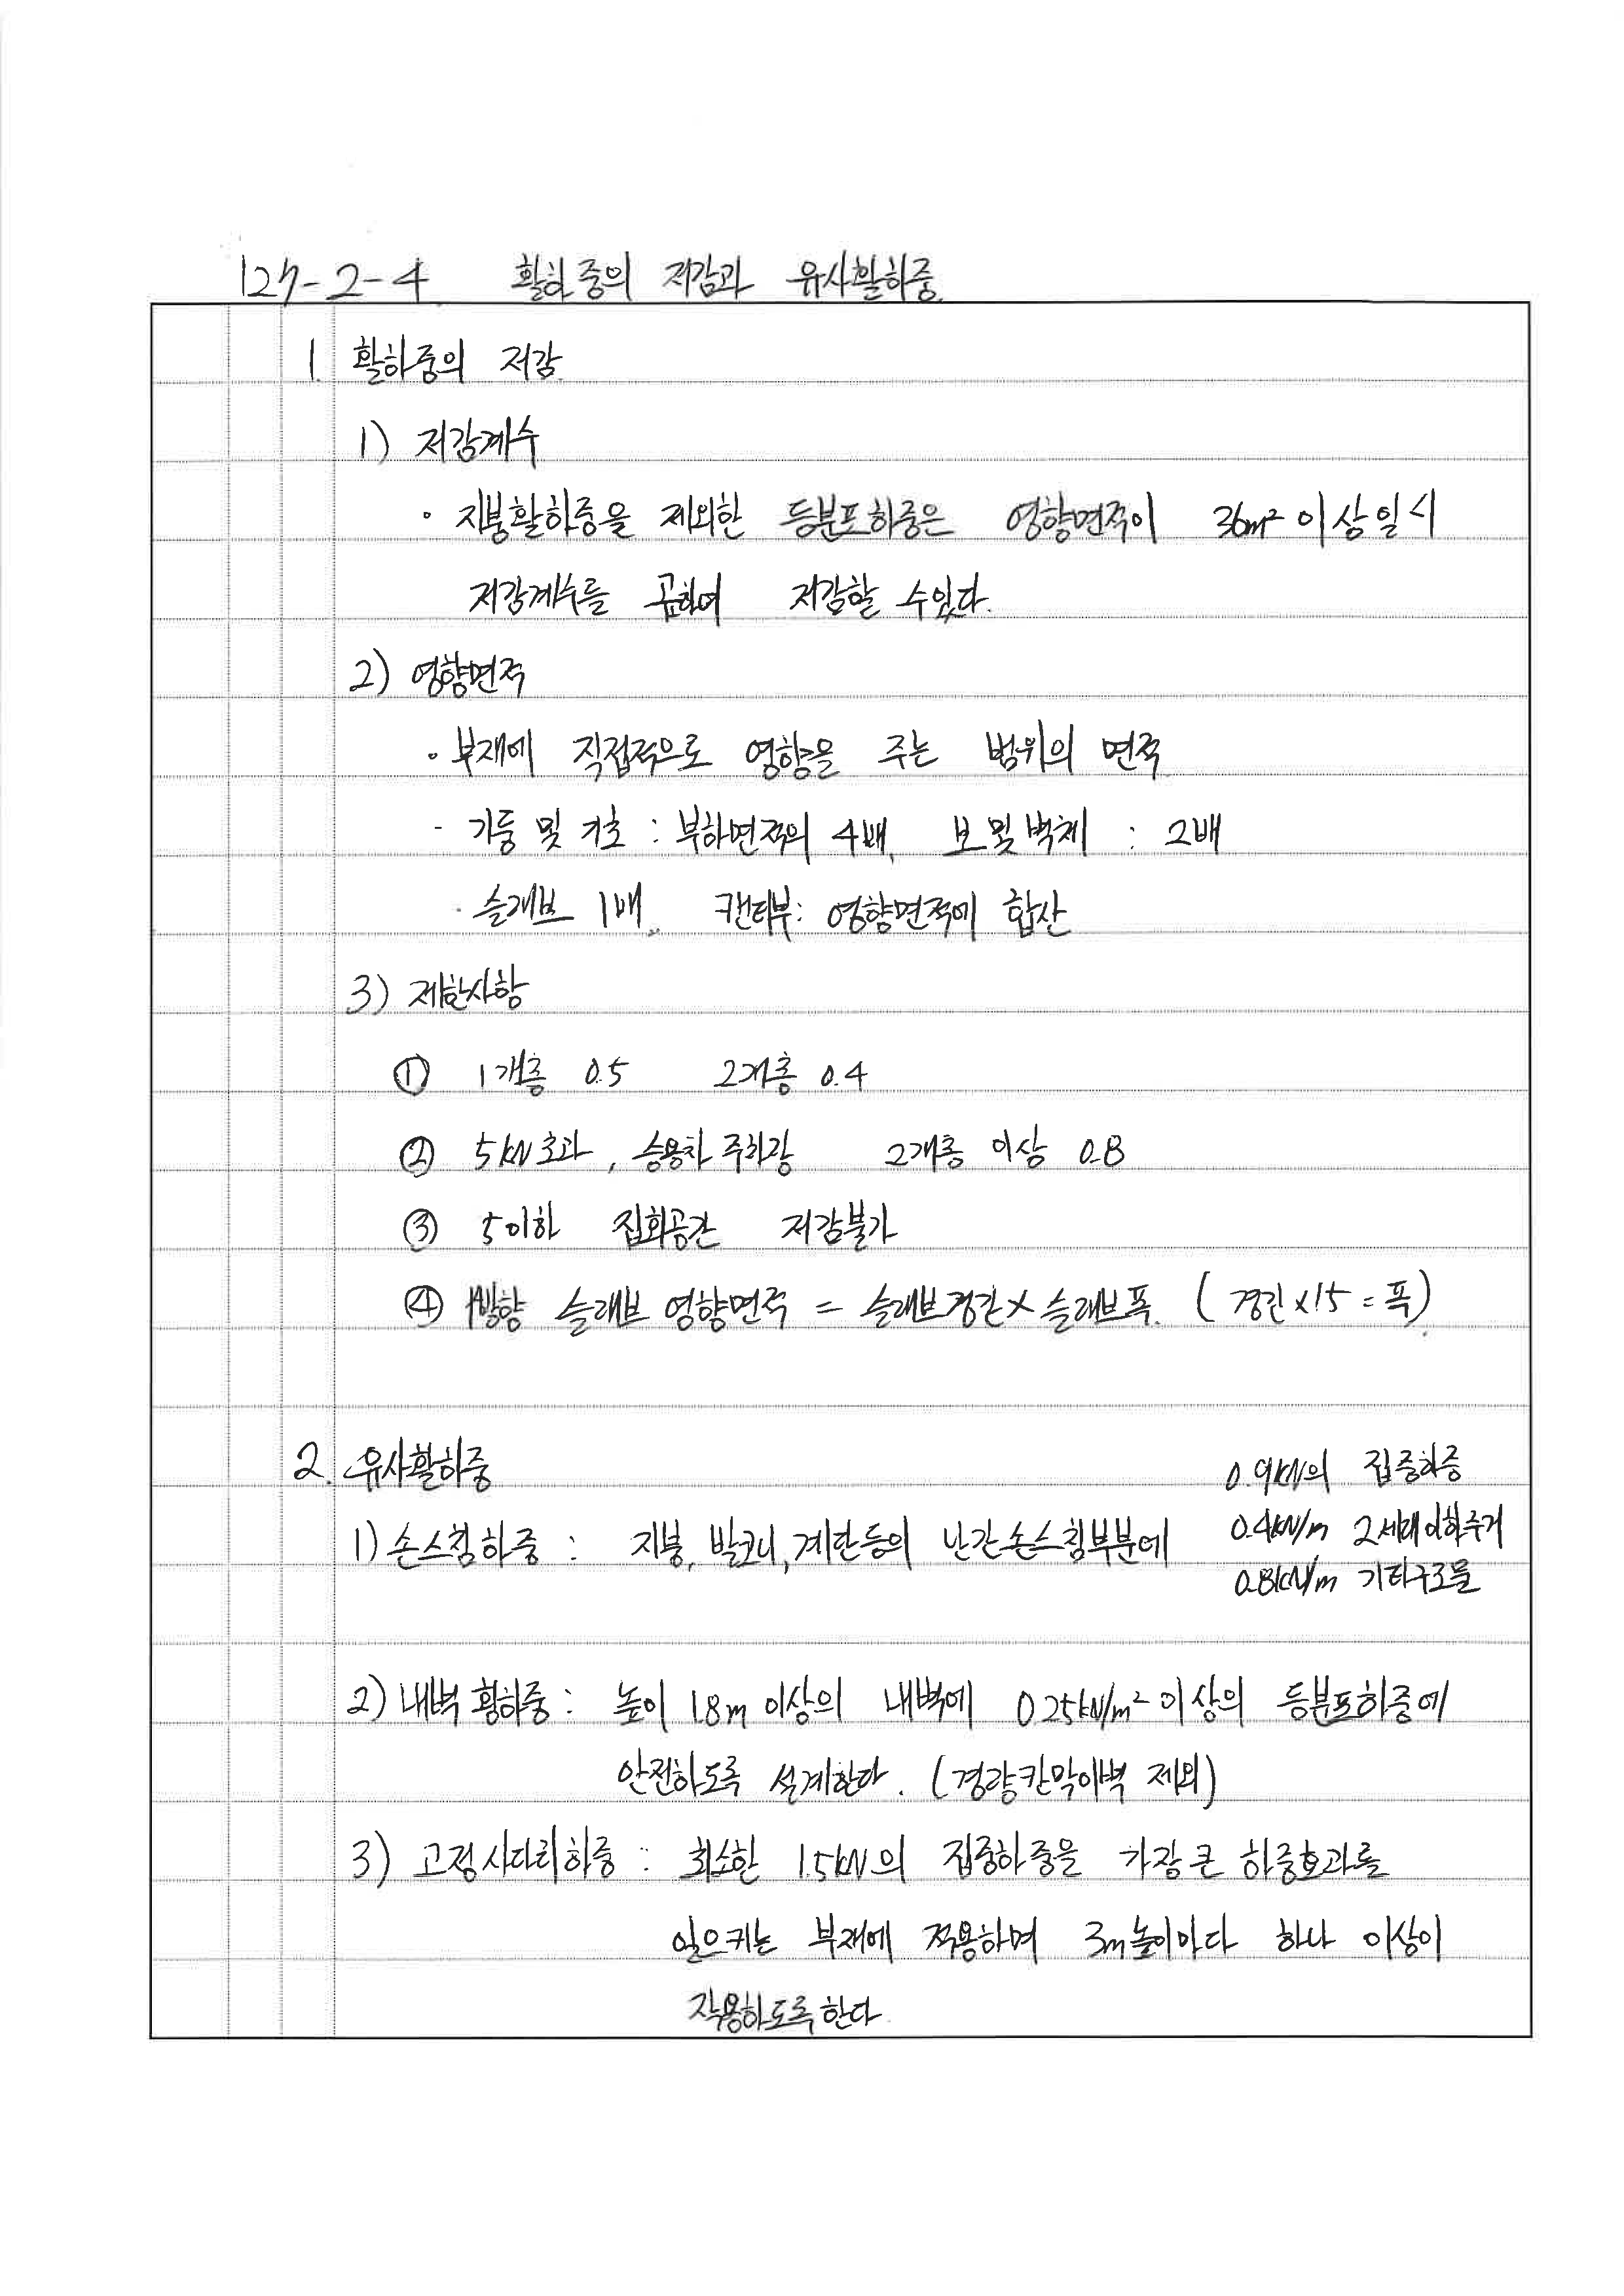 127-2-4 활하중의 저감과 유사활하중.
1. 활하중의 저감.
1) 저감계수
· 지붕활하중을 제외한 등분포하중은 영향면적이 36m² 이상일시
저감계수를 곱하여 저감할 수있다.
2) 영향면적
· 부재에 직접적으로 영향을 주는 범위의 면적
- 기둥 및 기초 : 부하면적의 4배, 보 및 벽체 : 2배
· 슬래브 1배, 캔티부: 영향면적에 합산
3) 제한사항
① 1개층 0.5 2개층 0.4
② 5kN초과, 승용차 주차장 2개층 이상 0.8
③ 5이하 집회공간 저감불가
④ 1방향 슬래브 영향면적 = 슬래브경간×슬래브폭. (경간×1.5=폭)
2. 유사활하중
1) 손스침하중 : 지붕, 발코니, 계단등의 난간손스침부분에
0.9kN의 집중하중
0.4kN/m 2세대이하주거
0.8kN/m 기타구조물
2) 내벽횡하중 : 높이 1.8m 이상의 내벽에 0.25kN/m² 이상의 등분포하중에
안전하도록 설계한다. (경량칸막이벽 제외)
3) 고정사다리하중 : 최소한 1.5kN의 집중하중을 가장큰 하중효과를
일으키는 부재에 적용하며 3m높이마다 하나 이상이
작용하도록한다.